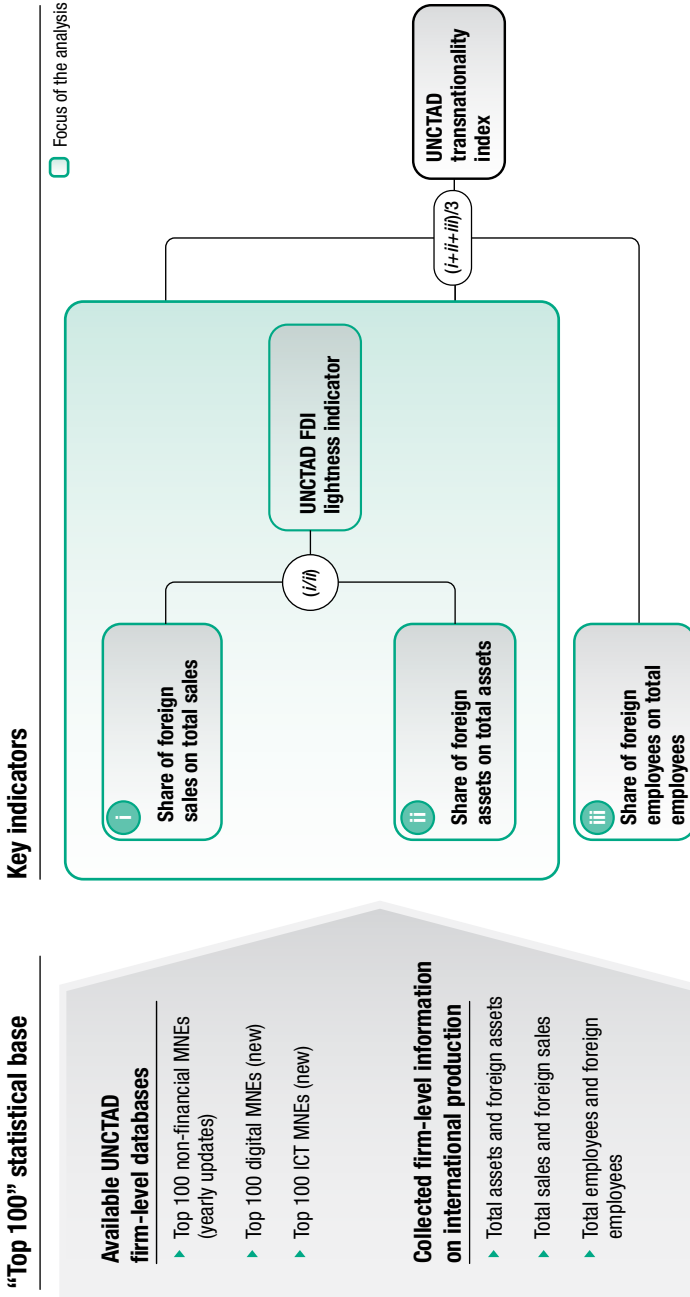 “Top 100” statistical base
Available UNCTAD
firm-level databases
Top 100 non-financial MNEs
(yearly updates)
Top 100 digital MNEs (new)
Top 100 ICT MNEs (new)
Collected firm-level information
on international production
Total assets and foreign assets
Total sales and foreign sales
Total employees and foreign
employees
Key indicators
Focus of the analysis
i
Share of foreign
sales on total sales
ii
Share of foreign
assets on total assets
iii
Share of foreign
employees on total
employees
(i/ii)
UNCTAD FDI
lightness indicator
(i+ii+iii)/3
UNCTAD
transnationality
index